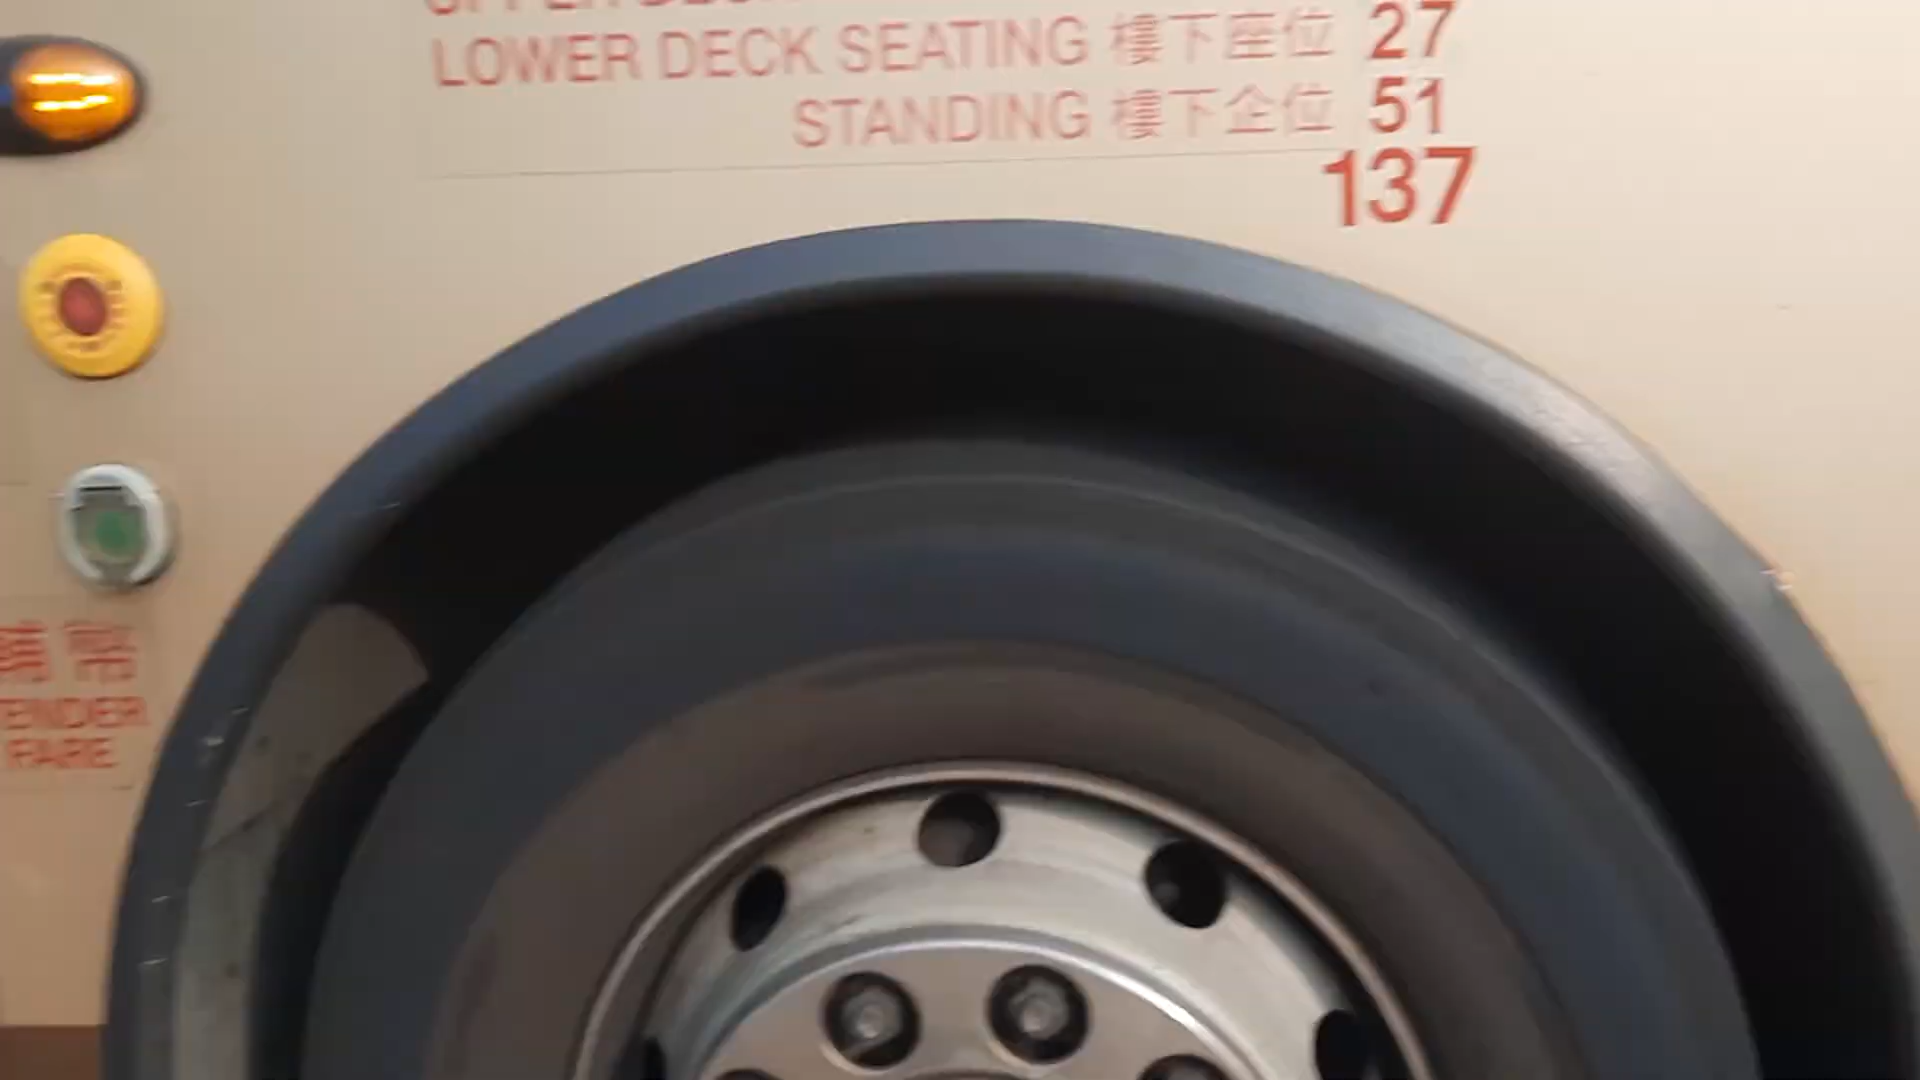 LOWER DECK SEATING 樓下座位 27
STANDING 樓下企位 51
137
TENDER
FARE